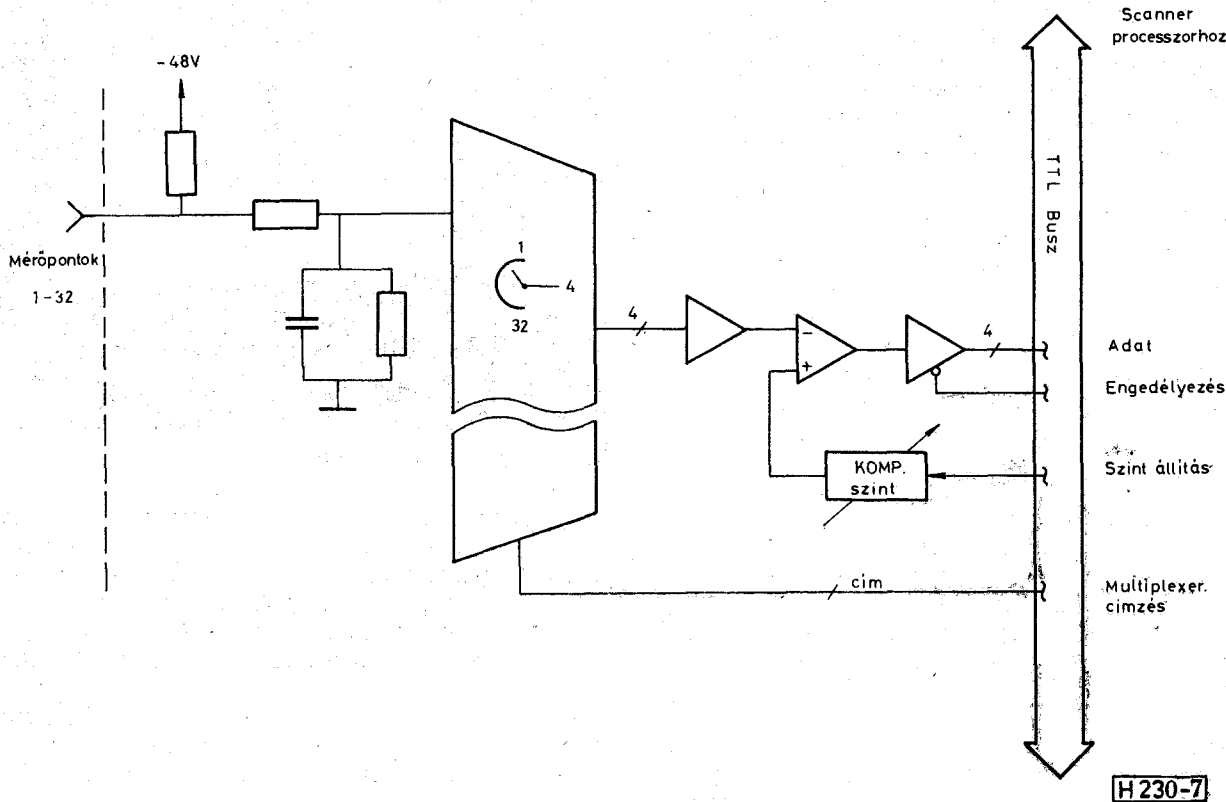 Scanner
processzorhoz
-48V
TTL Busz
Mérőpontok
1-32
1
4
32
4
-
+
4
Adat
Engedélyezés
KOMP.
szint
Szint állítás
cím
Multiplexer.
címzés
H 230-7